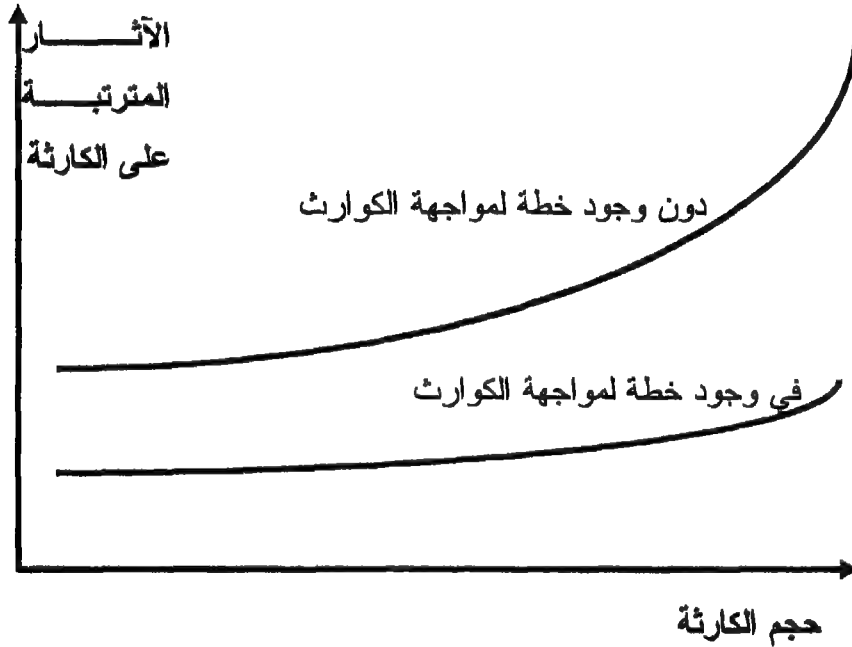 الآثار
المترتبة
على الكارثة
دون وجود خطة لمواجهة الكوارث
في وجود خطة لمواجهة الكوارث
حجم الكارثة